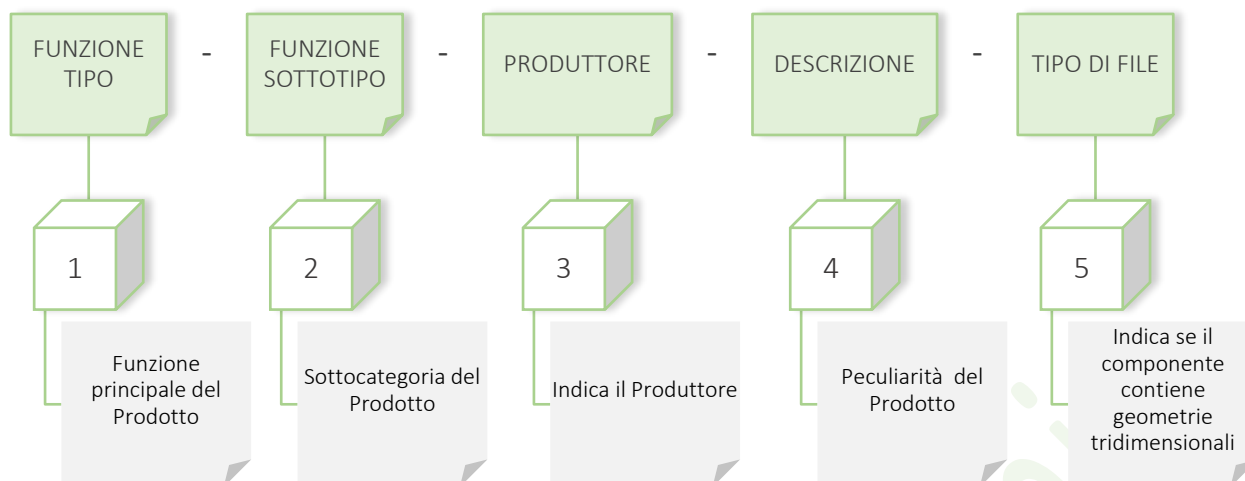 FUNZIONE
TIPO
-
FUNZIONE
SOTTOTIPO
-
PRODUTTORE
-
DESCRIZIONE
-
TIPO DI FILE
1
2
3
4
5
Funzione
principale del
Prodotto
Sottocategoria del
Prodotto
Indica il Produttore
Peculiarità del
Prodotto
Indica se il
componente
contiene
geometrie
tridimensionali